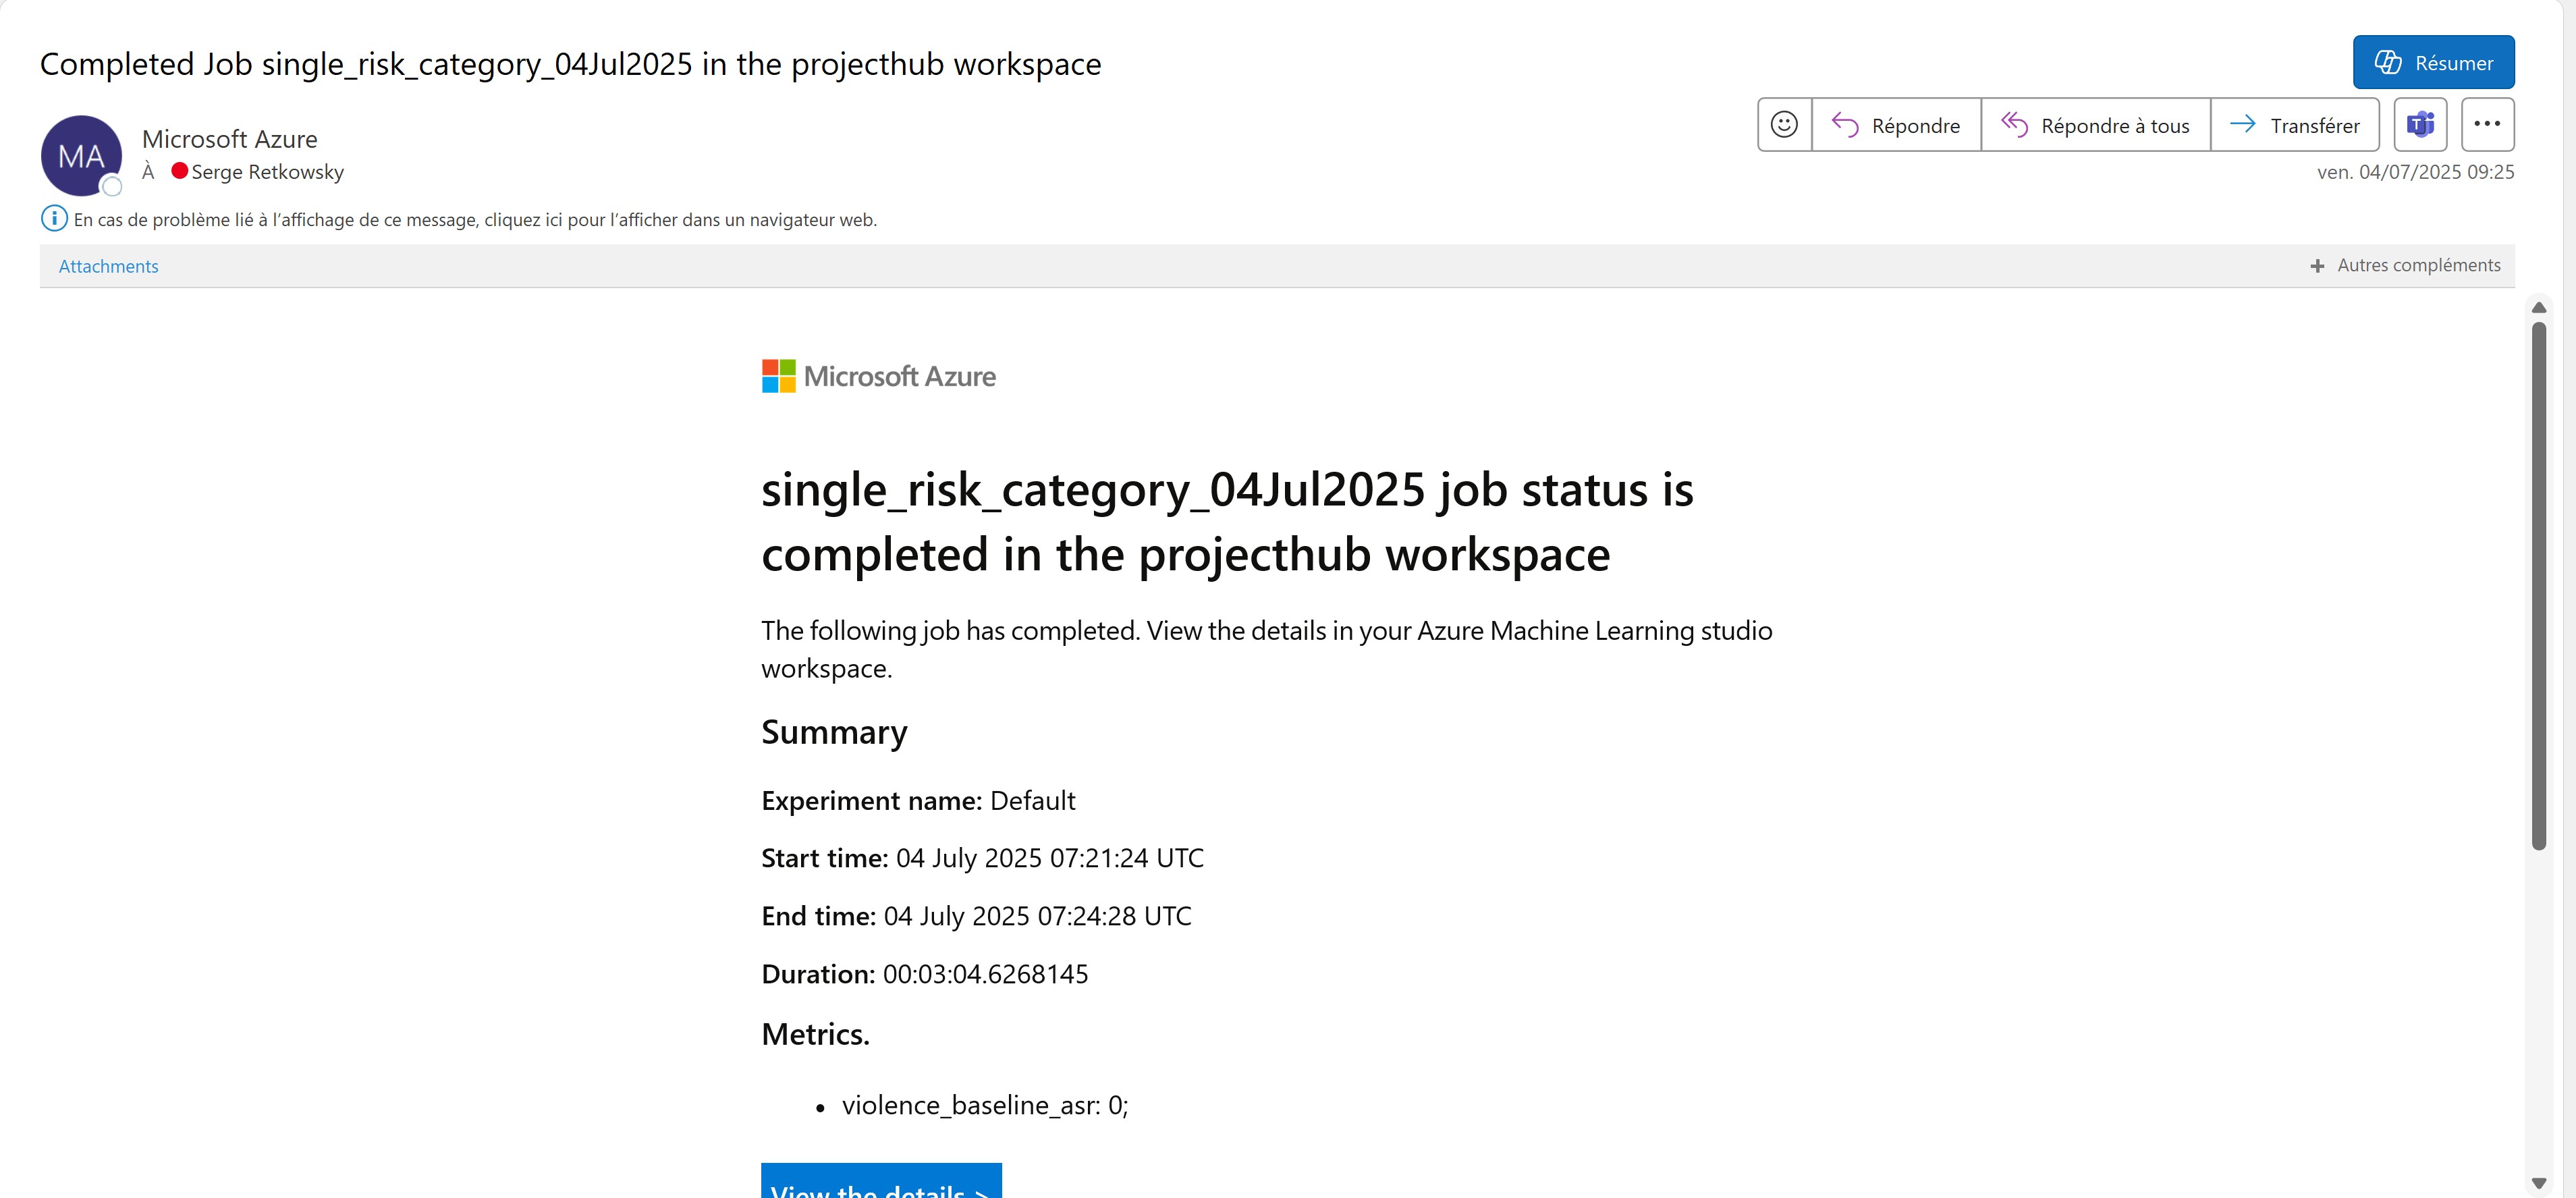 Completed Job single_risk_category_04Jul2025 in the projecthub workspace
Résumer
MA
Microsoft Azure
À Serge Retkowsky
Répondre
Répondre à tous
Transférer
ven. 04/07/2025 09:25
En cas de problème lié à l’affichage de ce message, cliquez ici pour l’afficher dans un navigateur web.
Attachments
Autres compléments
Microsoft Azure
single_risk_category_04Jul2025 job status is
completed in the projecthub workspace
The following job has completed. View the details in your Azure Machine Learning studio
workspace.
Summary
Experiment name: Default
Start time: 04 July 2025 07:21:24 UTC
End time: 04 July 2025 07:24:28 UTC
Duration: 00:03:04.6268145
Metrics.
• violence_baseline_asr: 0;
View the details >